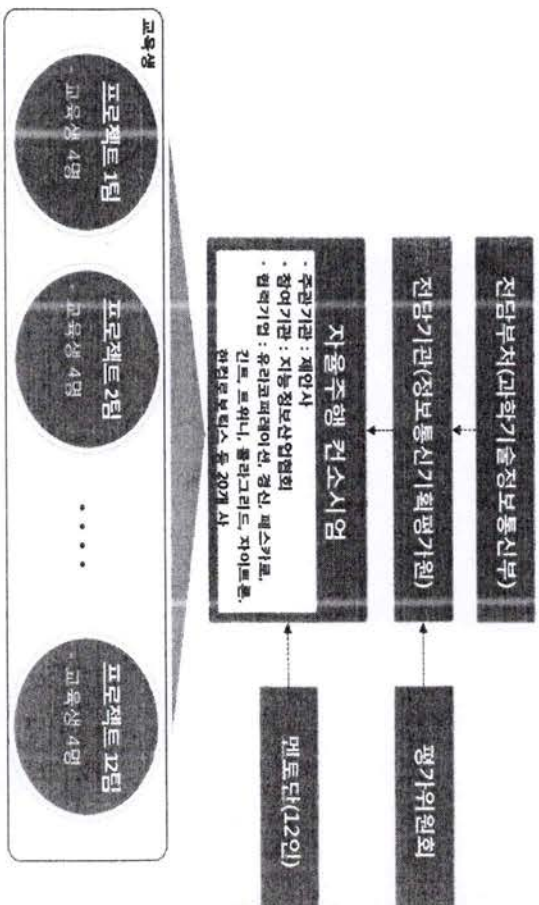 전담부처(과학기술정보통신부)
전담기관(정보통신기획평가원)
평가위원회
자율주행 컨소시엄
· 주관기관 : 제안사
· 참여기관 : 지능정보산업협회
· 협력기업 : 유라코퍼레이션, 경신, 페스카로,
긴트, 트위니, 폴라그리드, 자이트론,
한컴로보틱스 등 20개 사
멘토단(12인)
교육생
프로젝트 1팀
- 교육생 4명
프로젝트 2팀
- 교육생 4명
....
프로젝트 12팀
- 교육생 4명